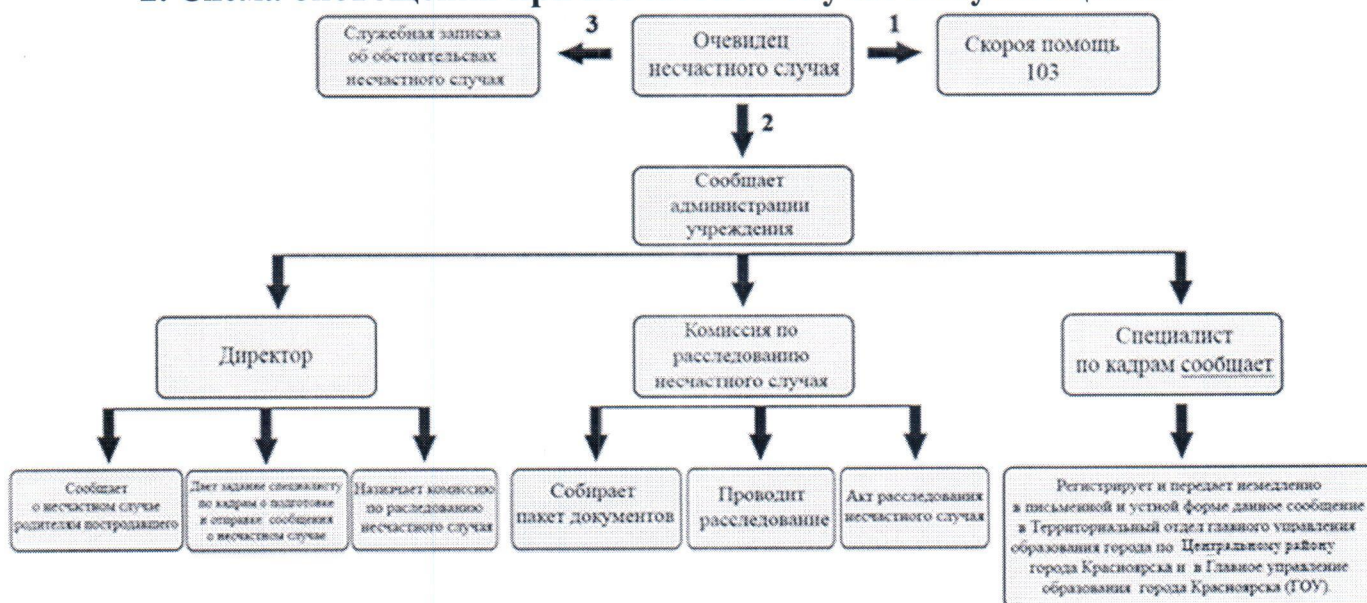 Служебная записка
об обстоятельсвах
несчастного случая
3
Очевидец
несчастного случая
1
Скороя помощь
103
2
Сообщает
администрации
учреждения
Директор
Комиссия по
расследованию
несчастного случая
Специалист
по кадрам сообщает
Сообщает
о несчастном случае
родителям постродавшего
Дает задание специалисту
по кадрам о подготовке
и отправке сообщения
о несчастном случае
Назначает комиссию
по раследованию
несчастного случая
Собирает
пакет документов
Проводит
расследование
Акт расследования
несчастного случая
Регистрирует и передает немедленно
в письменной и устной форме данное сообщение
в Территориальный отдел главного управления
образования города по Центральному району
города Красноярска и в Главное управление
образования города Красноярска (ГОУ).